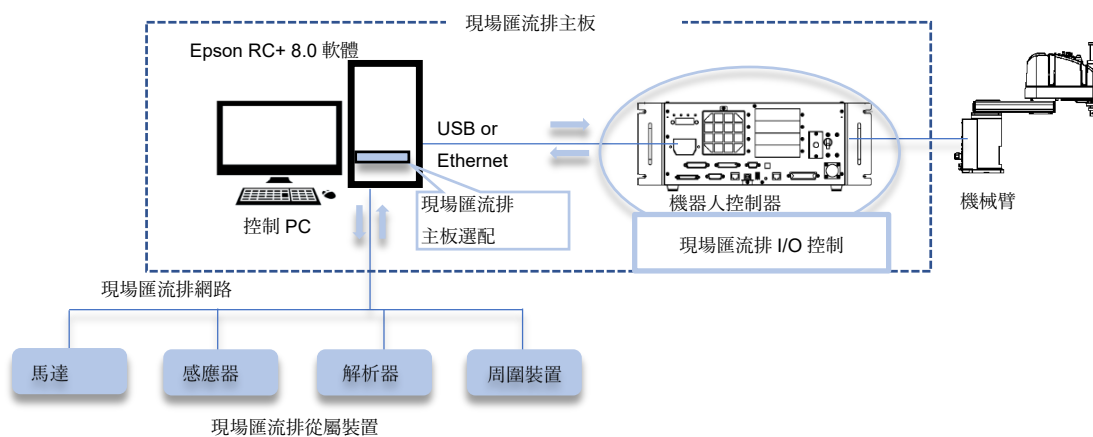 現場匯流排主板
Epson RC+ 8.0 軟體
USB or
Ethernet
現場匯流排
主板選配
控制 PC
機器人控制器
現場匯流排 I/O 控制
機械臂
現場匯流排網路
馬達
感應器
解析器
周圍裝置
現場匯流排從屬裝置